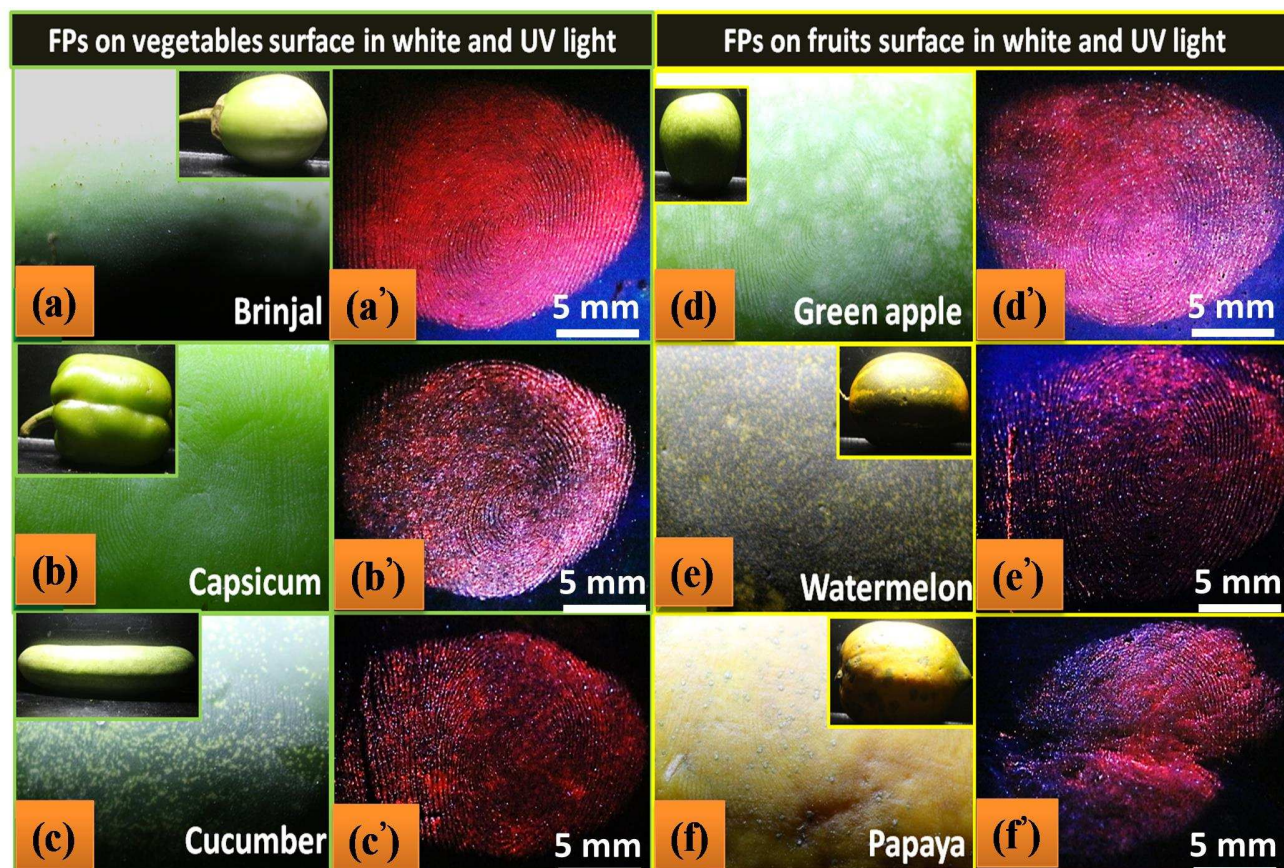 FPs on vegetables surface in white and UV light
FPs on fruits surface in white and UV light
(a) Brinjal
(a’) 5 mm
(d) Green apple
(d’) 5 mm
(b) Capsicum
(b’) 5 mm
(e) Watermelon
(e’) 5 mm
(c) Cucumber
(c’) 5 mm
(f) Papaya
(f’) 5 mm